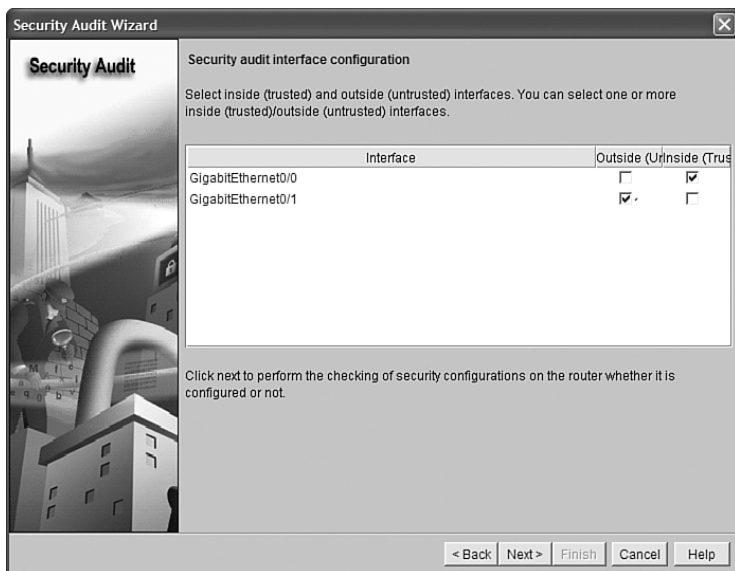 Security Audit Wizard
Security Audit
Security audit interface configuration
Select inside (trusted) and outside (untrusted) interfaces. You can select one or more
inside (trusted)/outside (untrusted) interfaces.
Interface Outside (Ur Inside (Trus
GigabitEthernet0/0
GigabitEthernet0/1
Click next to perform the checking of security configurations on the router whether it is
configured or not.
< Back Next > Finish Cancel Help